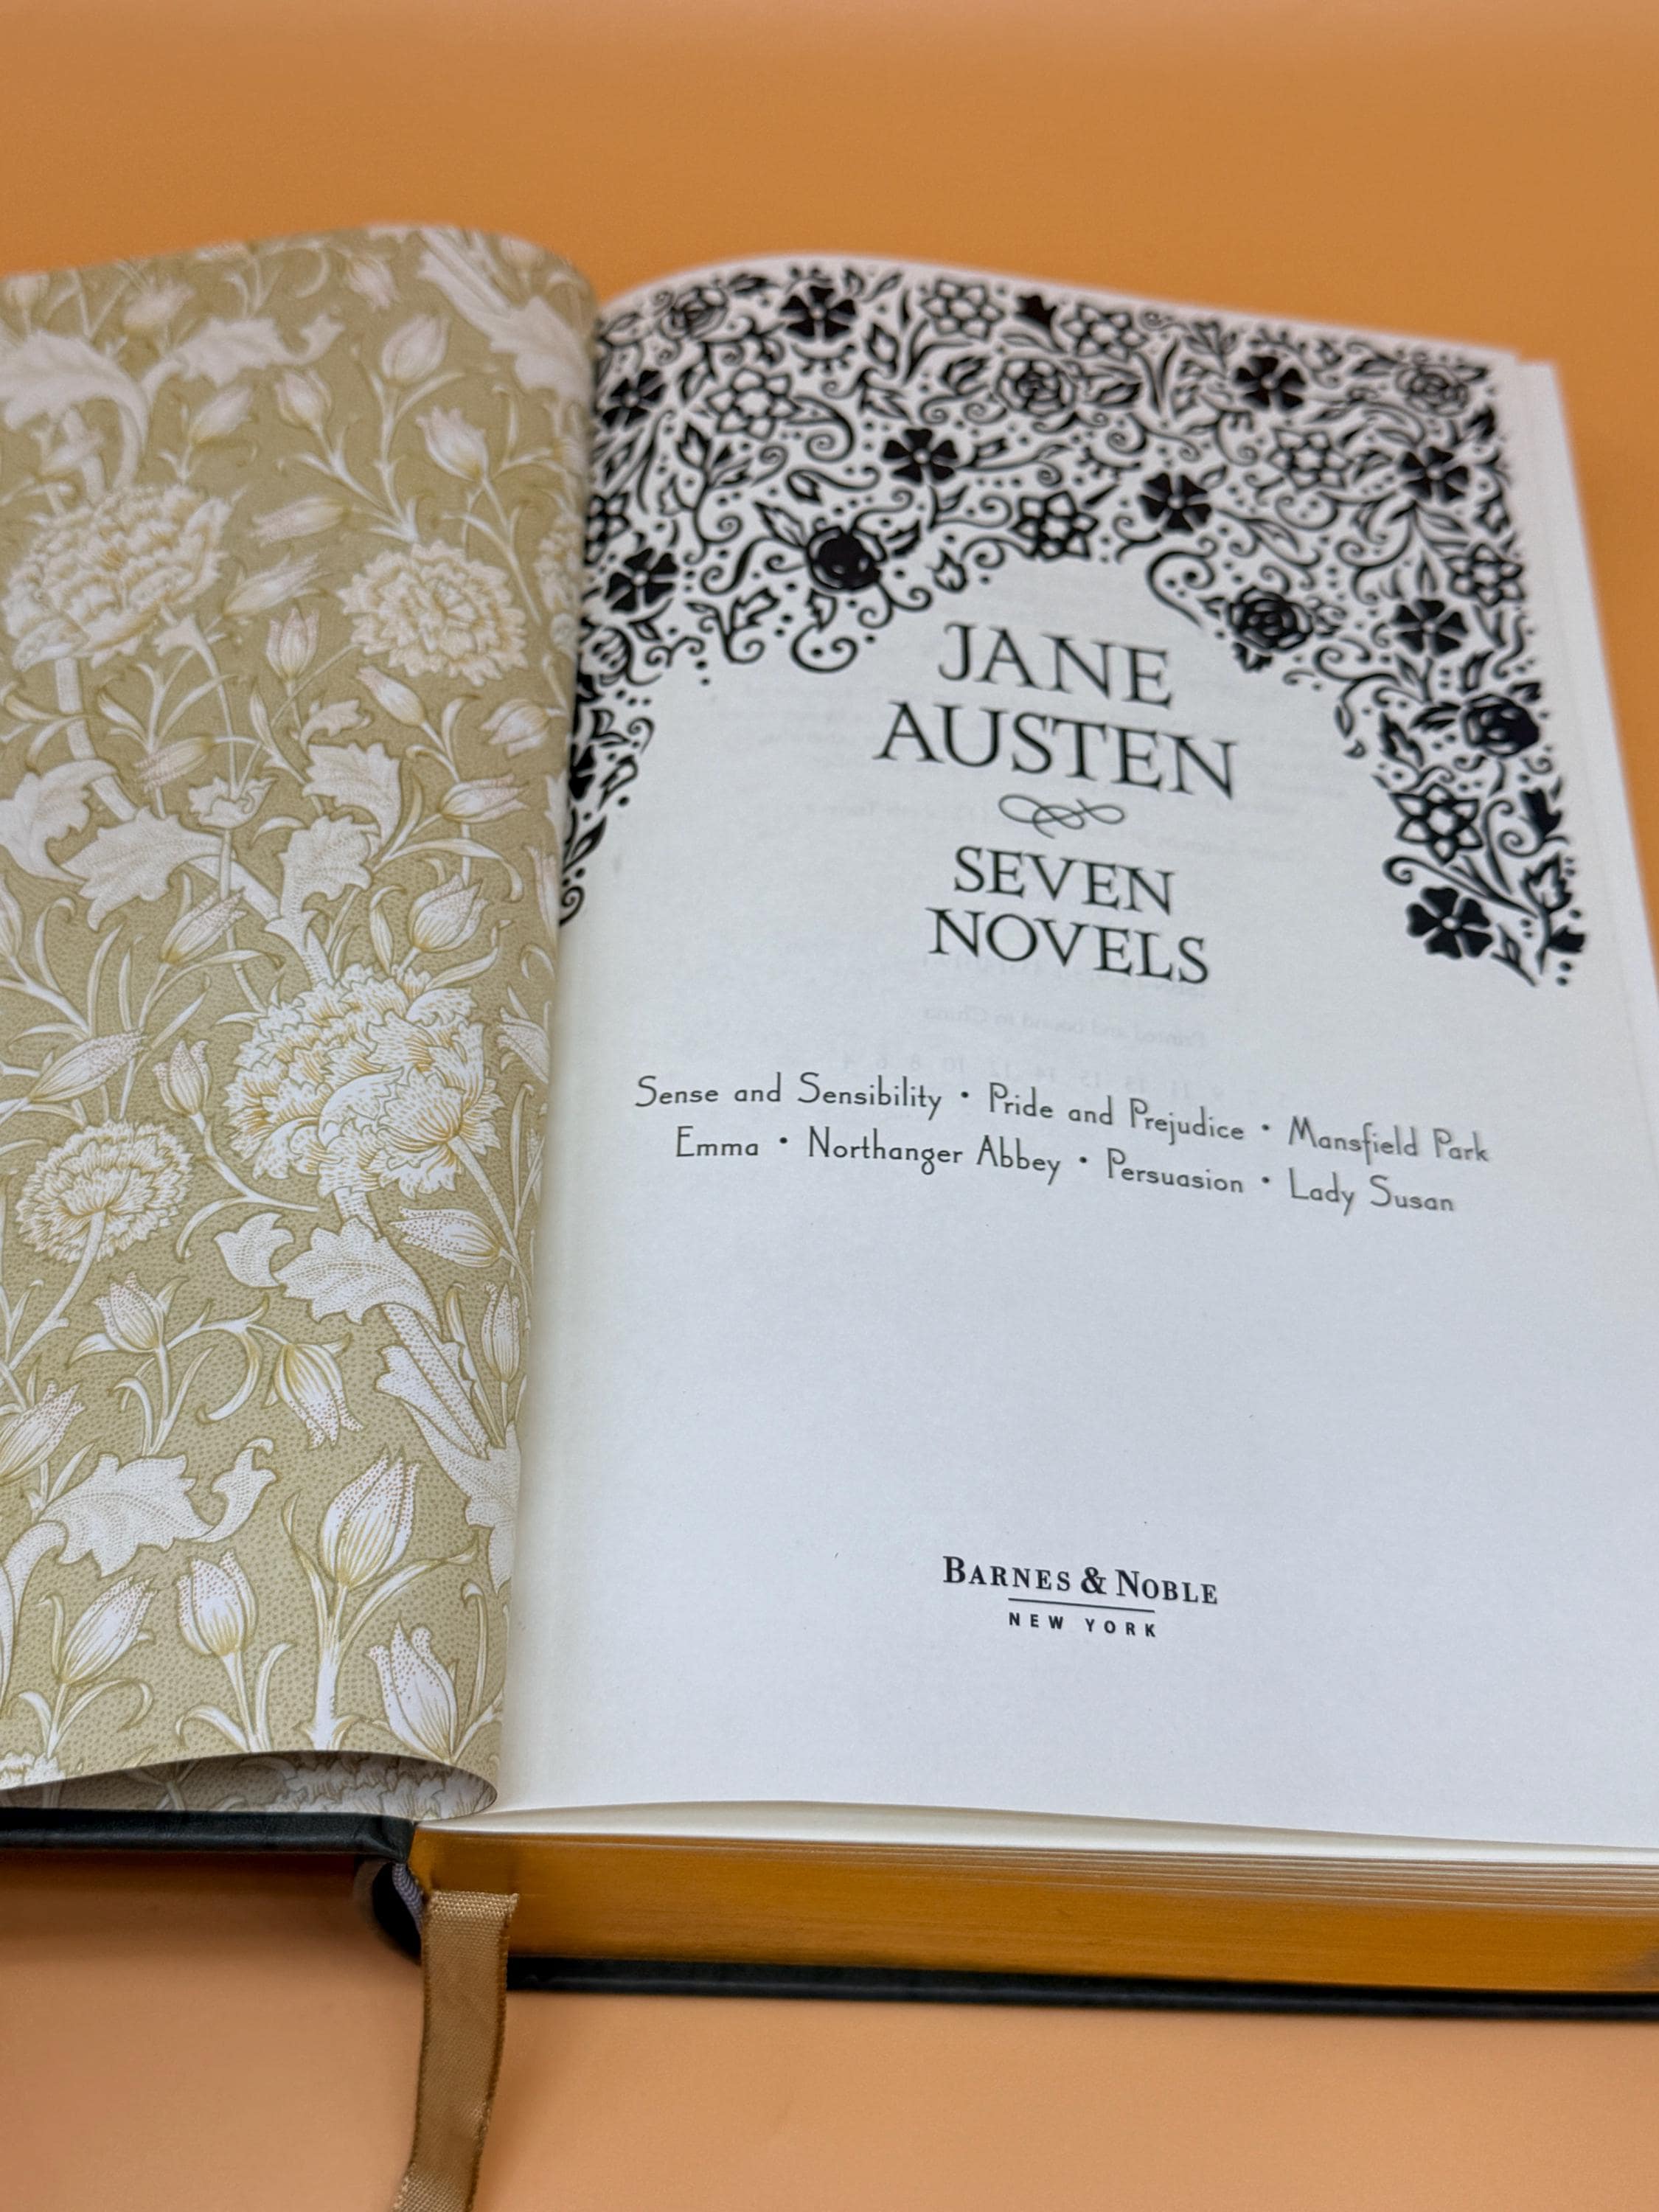 JANE
AUSTEN
SEVEN
NOVELS
Sense and Sensibility • Pride and Prejudice • Mansfield Park
Emma • Northanger Abbey • Persuasion • Lady Susan
BARNES & NOBLE
NEW YORK